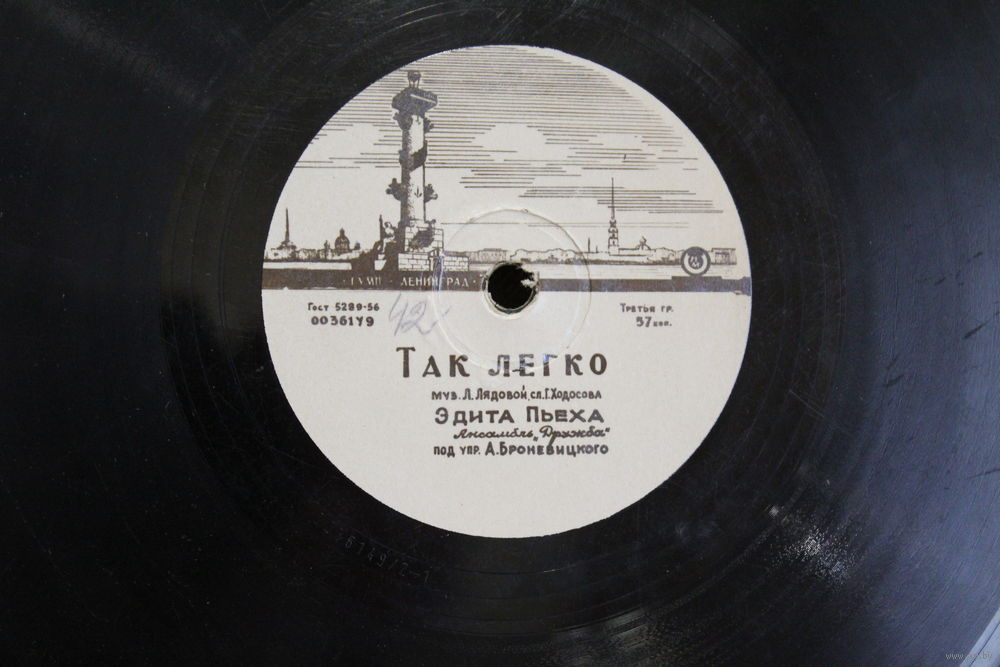 ЛЕНИНГРАД
Гост 5289-56
0036179
42
Третья гр.
57 коп.
Так легко
муз. Л. Лядовой, сл. Г. Ходосова
Эдита Пьеха
Ансамбль „Дружба“
под упр. А. Броневицкого